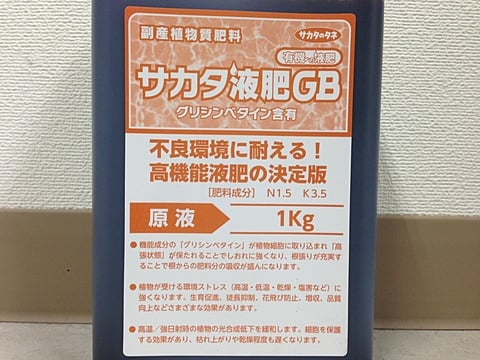 副産植物質肥料
サカタのタネ
有機の液肥
サカタ液肥GB
グリシンベタイン含有
不良環境に耐える!
高機能液肥の決定版
[肥料成分] N1.5 K3.5
原液 1Kg
●機能成分の「グリシンベタイン」が植物細胞に取り込まれ「高
張状態」が保たれることでしおれに強くなり、根張りが充実す
ることで根からの肥料分の吸収が盛んになります。
●植物が受ける環境ストレス(高温・低温・乾燥・塩害など)に
強くなります。生育促進、徒長抑制、花飛び防止、増収、品質
向上などさまざまな効果があります。
●高温/強日射時の植物の光合成低下を緩和します。細胞を保護
する効果があり、枯れ上がりや乾燥程度も遅くなります。